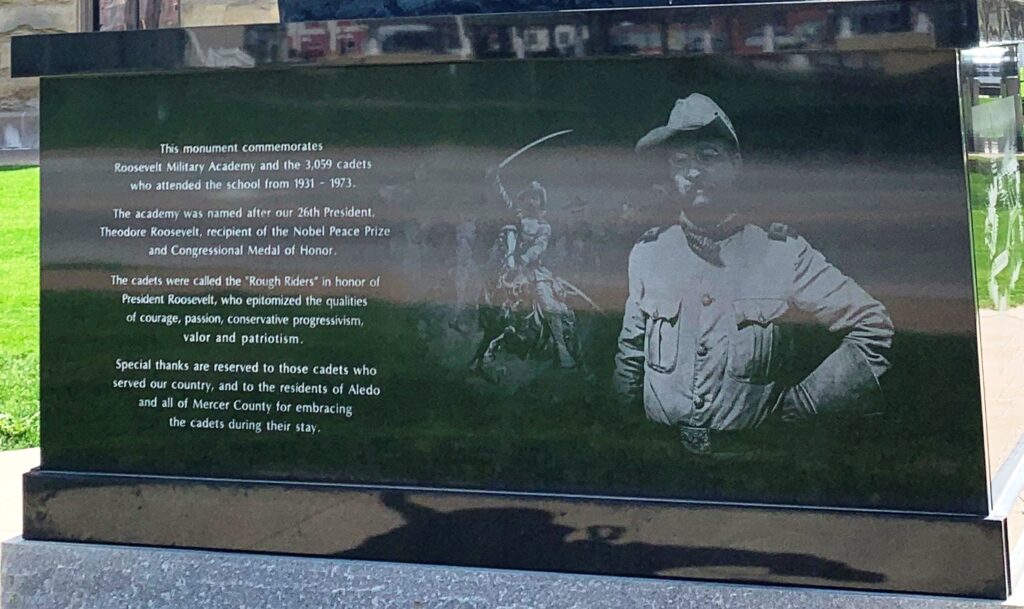 This monument commemorates
Roosevelt Military Academy and the 3,059 cadets
who attended the school from 1931 - 1973.
The academy was named after our 26th President,
Theodore Roosevelt, recipient of the Nobel Peace Prize
and Congressional Medal of Honor.
The cadets were called the "Rough Riders" in honor of
President Roosevelt, who epitomized the qualities
of courage, passion, conservative progressivism,
valor and patriotism.
Special thanks are reserved to those cadets who
served our country, and to the residents of Aledo
and all of Mercer County for embracing
the cadets during their stay.